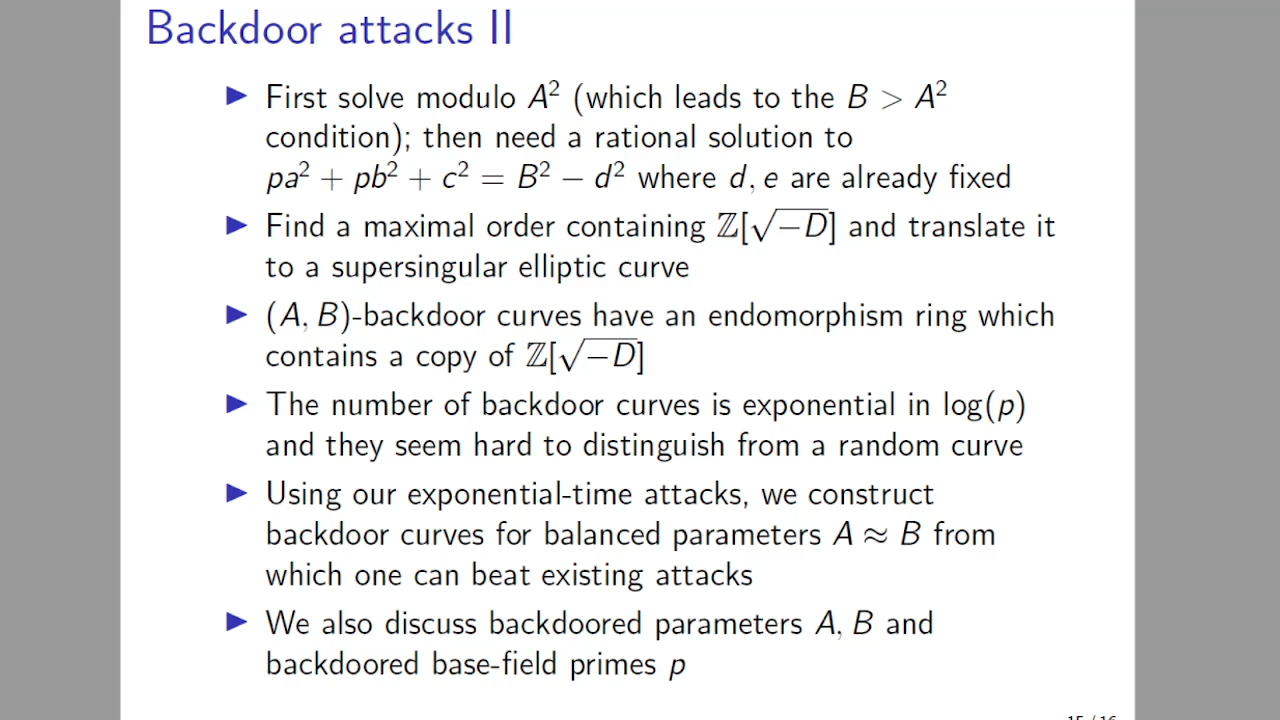 Backdoor attacks II
▶ First solve modulo A² (which leads to the B > A²
condition); then need a rational solution to
pa² + pb² + c² = B² − d² where d, e are already fixed
▶ Find a maximal order containing ℤ[√−D] and translate it
to a supersingular elliptic curve
▶ (A, B)-backdoor curves have an endomorphism ring which
contains a copy of ℤ[√−D]
▶ The number of backdoor curves is exponential in log(p)
and they seem hard to distinguish from a random curve
▶ Using our exponential-time attacks, we construct
backdoor curves for balanced parameters A ≈ B from
which one can beat existing attacks
▶ We also discuss backdoored parameters A, B and
backdoored base-field primes p
15 / 16